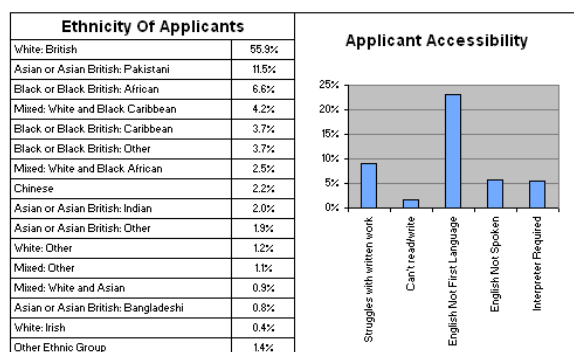 Ethnicity Of Applicants
White: British 55.9%
Asian or Asian British: Pakistani 11.5%
Black or Black British: African 6.6%
Mixed: White and Black Caribbean 4.2%
Black or Black British: Caribbean 3.7%
Black or Black British: Other 3.7%
Mixed: White and Black African 2.5%
Chinese 2.2%
Asian or Asian British: Indian 2.0%
Asian or Asian British: Other 1.9%
White: Other 1.2%
Mixed: Other 1.1%
Mixed: White and Asian 0.9%
Asian or Asian British: Bangladeshi 0.8%
White: Irish 0.4%
Other Ethnic Group 1.4%
Applicant Accessibility
25%
20%
15%
10%
5%
0%
Struggles with written work
Can't read/write
English Not First Language
English Not Spoken
Interpreter Required